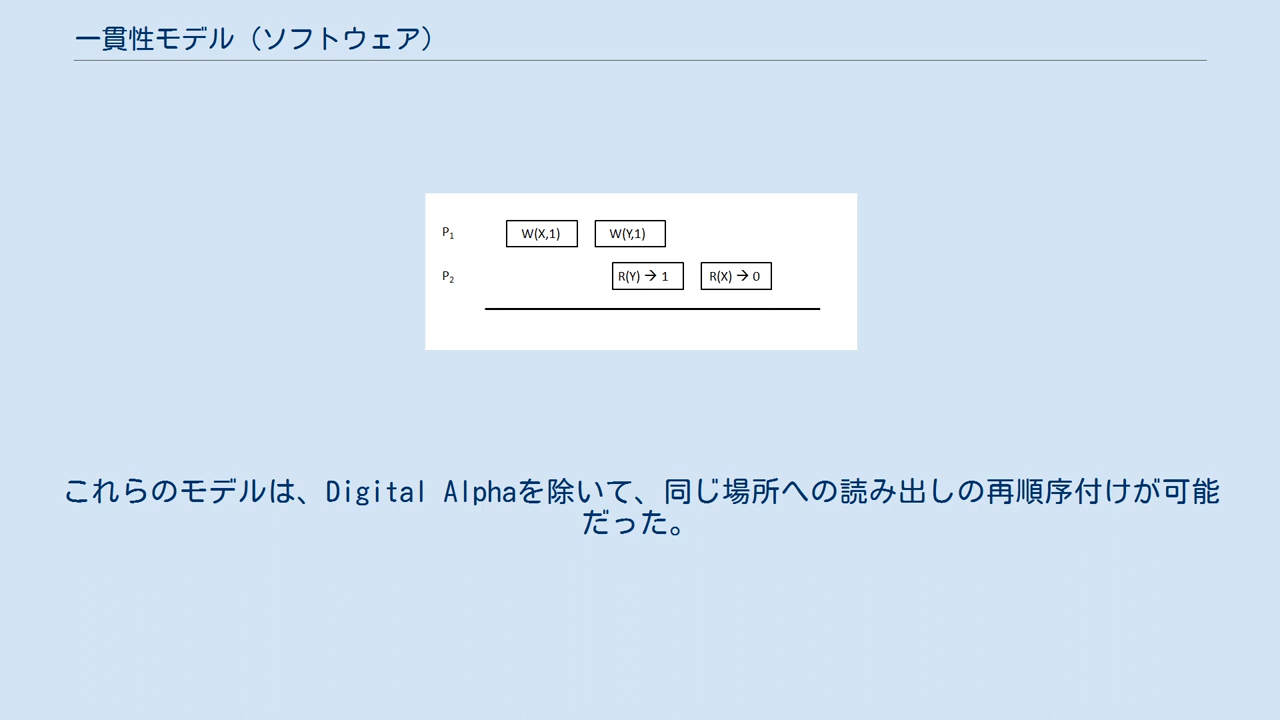 一貫性モデル（ソフトウェア）
P1 W(X,1) W(Y,1)
P2 R(Y) → 1 R(X) → 0
これらのモデルは、Digital Alphaを除いて、同じ場所への読み出しの再順序付けが可能
だった。